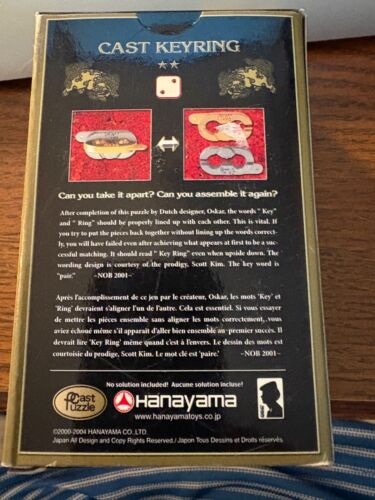 CAST KEYRING
★★
Can you take it apart? Can you assemble it again?
After completion of this puzzle by Dutch designer, Oskar, the words " Key"
and " Ring" should be properly lined up with each other. This is vital. If
you try to put the pieces back together without lining up the words correct-
ly, you will have failed even after achieving what appears at first to be a suc-
cessful matching. It should read " Key Ring" even when upside down. The
wording design is courtesy of the prodigy, Scott Kim. The key word is
"pair." ~NOB 2001~
Après l'accomplissement de ce jeu par le créateur, Oskar, les mots 'Key' et
'Ring' devraient s'aligner l'un de l'autre. Cela est essentiel. Si vous essayer
de mettre les pièces ensemble sans aligner les mots correctement, vous
aviez échoué même s'il apparait d'aller bien ensemble au premier succès. Il
devrait lire 'Key Ring' même quand c'est à l'envers. Le dessin des mots est
courtoisie du prodige, Scott Kim. Le mot clé est 'paire.' ~NOB 2001~
No solution included! Aucune solution incluse!
Cast Puzzle
HANAYAMA
www.hanayamatoys.co.jp
©2000-2004 HANAYAMA CO.,LTD.
Japan All Design and Copy Rights Reserved./ Japon Tous Dessins et Droits réservés.